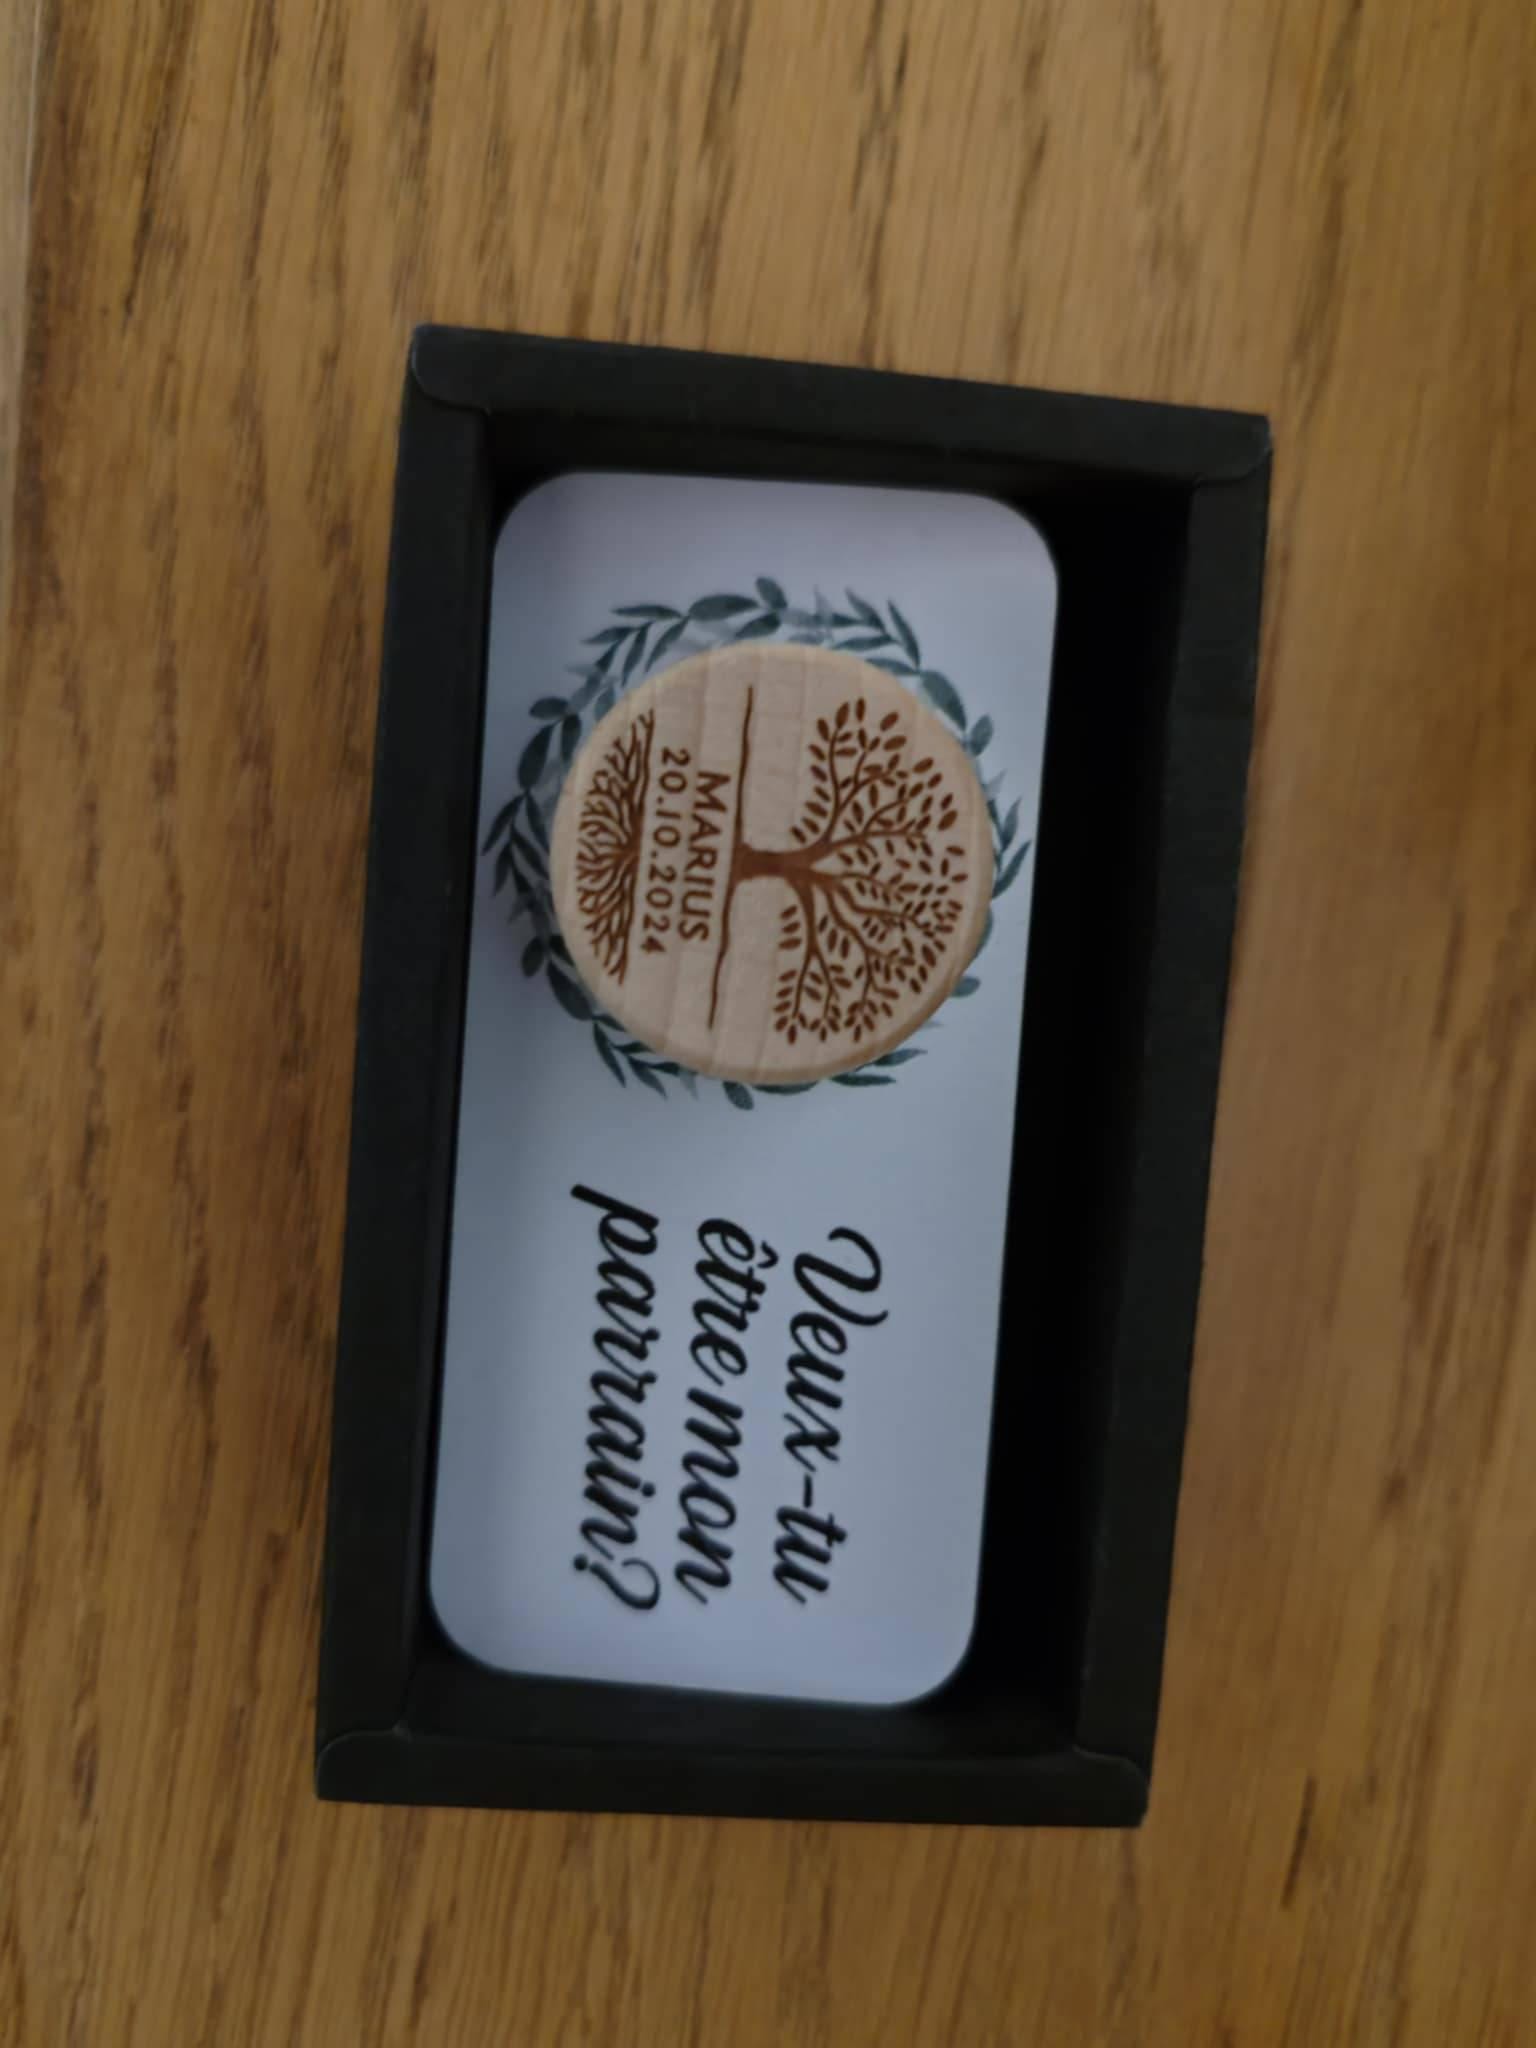 MARIUS
20.10.2024
Veux-tu
être mon
parrain?